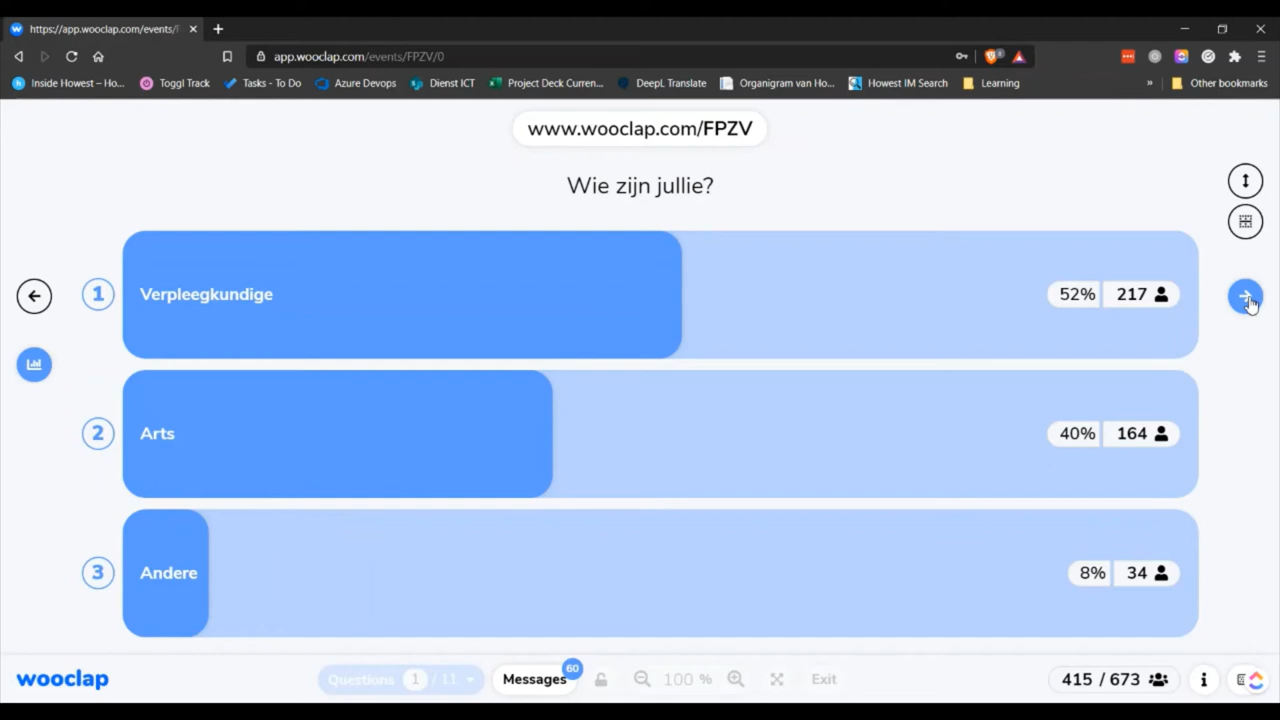 https://app.wooclap.com/events/F
app.wooclap.com/events/FPZV/0
Inside Howest – Ho...
Toggl Track
Tasks - To Do
Azure Devops
Dienst ICT
Project Deck Curren...
DeepL Translate
Organigram van Ho...
Howest IM Search
Learning
»
Other bookmarks
www.wooclap.com/FPZV
Wie zijn jullie?
1 Verpleegkundige 52% 217
2 Arts 40% 164
3 Andere 8% 34
wooclap
Questions 1 / 11
Messages 60
100 %
Exit
415 / 673